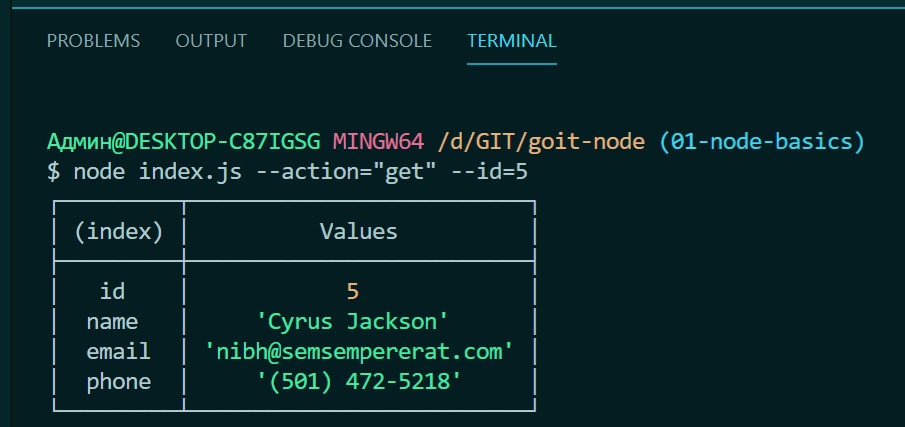 PROBLEMS OUTPUT DEBUG CONSOLE TERMINAL
Админ@DESKTOP-C87IGSG MINGW64 /d/GIT/goit-node (01-node-basics)
$ node index.js --action="get" --id=5
(index) Values
id 5
name 'Cyrus Jackson'
email 'nibh@semsempererat.com'
phone '(501) 472-5218'